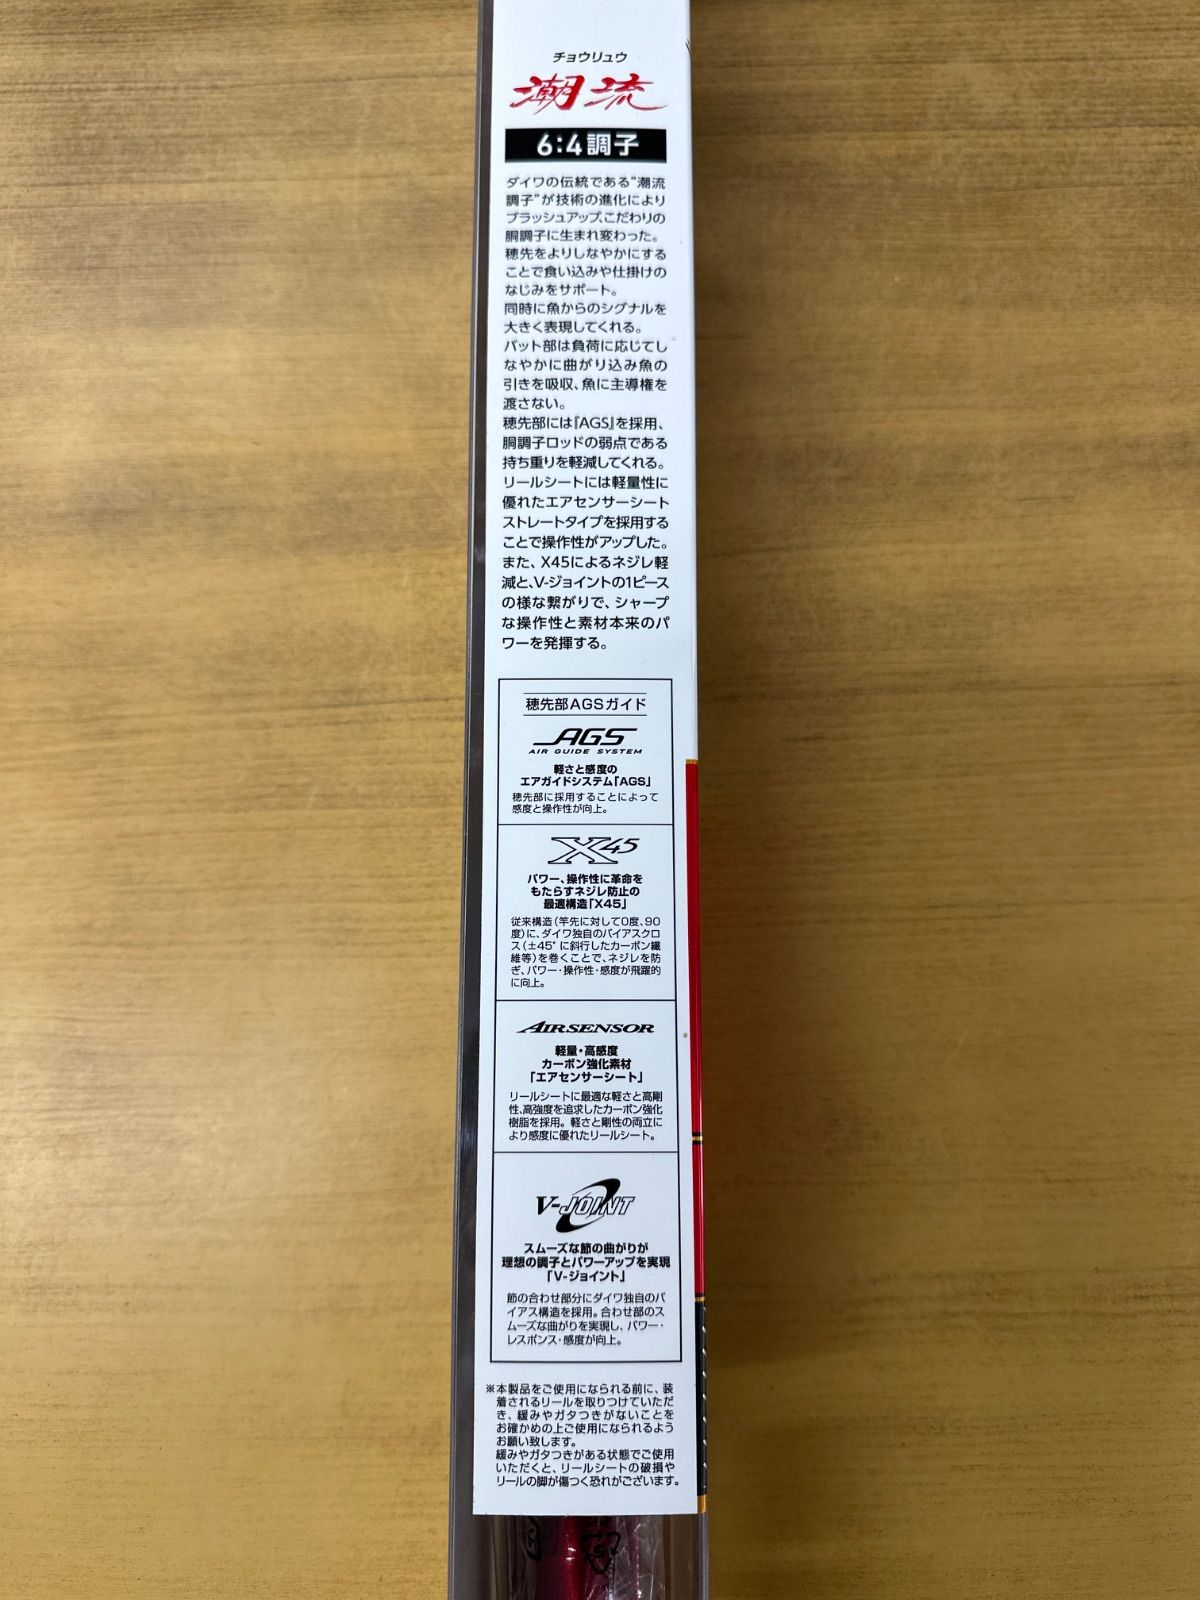 チョウリュウ
潮流
6:4調子
ダイワの伝統である"潮流
調子"が技術の進化により
ブラッシュアップ、こだわりの
胴調子に生まれ変わった。
穂先をよりしなやかにする
ことで食い込みや仕掛けの
なじみをサポート。
同時に魚からのシグナルを
大きく表現してくれる。
バット部は負荷に応じてし
なやかに曲がり込み魚の
引きを吸収、魚に主導権を
渡さない。
穂先部には『AGS』を採用、
胴調子ロッドの弱点である
持ち重りを軽減してくれる。
リールシートには軽量性に
優れたエアセンサーシート
ストレートタイプを採用する
ことで操作性がアップした。
また、X45によるネジレ軽
減と、V-ジョイントの1ピース
の様な繋がりで、シャープ
な操作性と素材本来のパ
ワーを発揮する。
穂先部AGSガイド
AGS
AIR GUIDE SYSTEM
軽さと感度の
エアガイドシステム「AGS」
穂先部に採用することによって
感度と操作性が向上。
X45
パワー、操作性に革命を
もたらすネジレ防止の
最適構造「X45」
従来構造(竿先に対して0度、90
度)に、ダイワ独自のバイアスクロ
ス(±45°に斜行したカーボン繊
維等)を巻くことで、ネジレを防
ぎ、パワー・操作性・感度が飛躍的
に向上。
AIRSENSOR
軽量・高感度
カーボン強化素材
「エアセンサーシート」
リールシートに最適な軽さと高剛
性、高強度を追求したカーボン強化
樹脂を採用。軽さと剛性の両立に
より感度に優れたリールシート。
V-JOINT
スムーズな節の曲がりが
理想の調子とパワーアップを実現
「V-ジョイント」
節の合わせ部分にダイワ独自のバ
イアス構造を採用。合わせ部のス
ムーズな曲がりを実現し、パワー・
レスポンス・感度が向上。
※本製品をご使用になられる前に、装
着されるリールを取りつけていただ
き、緩みやガタつきがないことを
お確かめの上ご使用になられるよう
お願い致します。
緩みやガタつきがある状態でご使用
いただくと、リールシートの破損や
リールの脚が傷つく恐れがございます。